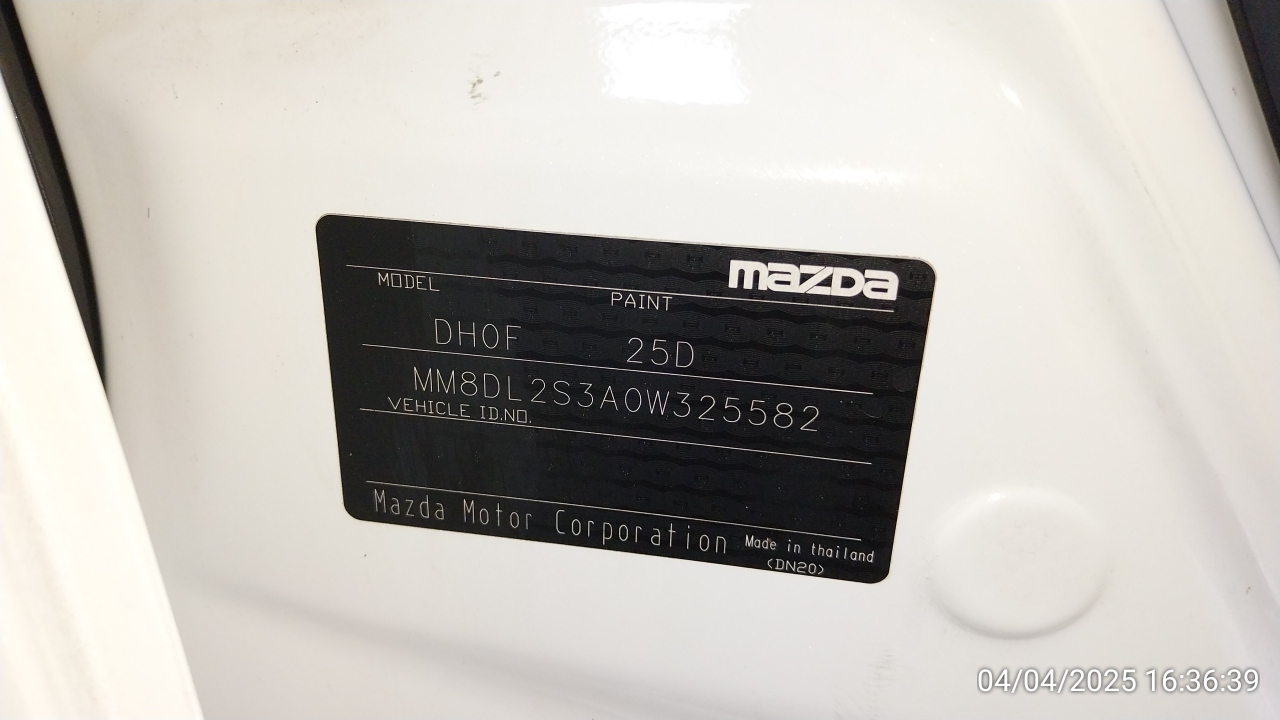 mazda
MODEL PAINT
DH0F 25D
MM8DL2S3A0W325582
VEHICLE ID.NO.
Mazda Motor Corporation Made in thailand
(DN20)
04/04/2025 16:36:39